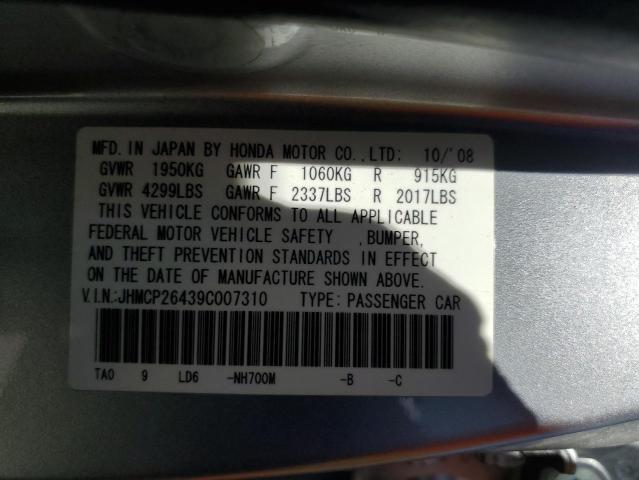 MFD. IN JAPAN BY HONDA MOTOR CO.,LTD: 10/'08
GVWR 1950KG GAWR F 1060KG R 915KG
GVWR 4299LBS GAWR F 2337LBS R 2017LBS
THIS VEHICLE CONFORMS TO ALL APPLICABLE
FEDERAL MOTOR VEHICLE SAFETY ,BUMPER,
AND THEFT PREVENTION STANDARDS IN EFFECT
ON THE DATE OF MANUFACTURE SHOWN ABOVE.
V.I.N.:JHMCP26439C007310 TYPE: PASSENGER CAR
TA0 9 LD6 -NH700M -B -C